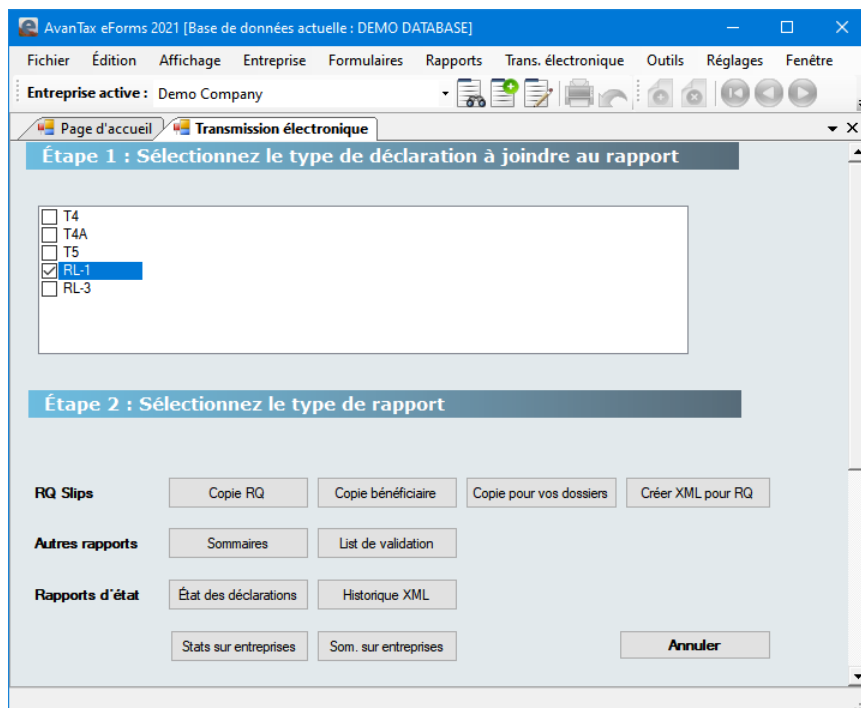 AvanTax eForms 2021 [Base de données actuelle : DEMO DATABASE]
Fichier Édition Affichage Entreprise Formulaires Rapports Trans. électronique Outils Réglages Fenêtre
Entreprise active : Demo Company
Page d'accueil Transmission électronique
Étape 1 : Sélectionnez le type de déclaration à joindre au rapport
T4
T4A
T5
RL-1
RL-3
Étape 2 : Sélectionnez le type de rapport
RQ Slips Copie RQ Copie bénéficiaire Copie pour vos dossiers Créer XML pour RQ
Autres rapports Sommaires List de validation
Rapports d'état État des déclarations Historique XML
Stats sur entreprises Som. sur entreprises Annuler